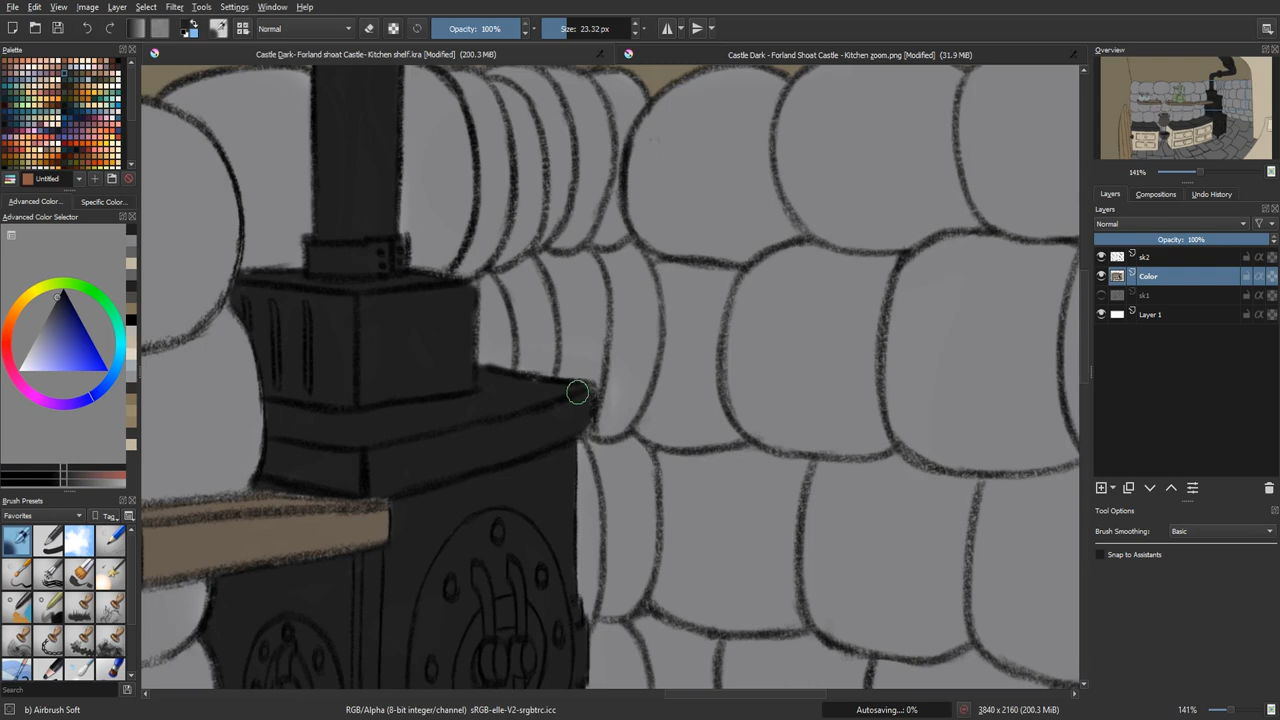 File Edit View Image Layer Select Filter Tools Settings Window Help
Normal
Opacity: 100%
Size: 23.32 px
Castle Dark- Forland shoat Castle- Kitchen shelf.kra [Modified] (200.3 MiB)
Castle Dark - Forland Shoat Castle - Kitchen zoom.png [Modified] (31.9 MiB)
Palette
Untitled
Advanced Color... Specific Color...
Advanced Color Selector
Brush Presets
Favorites
Tag
Search
Overview
141%
Layers Compositions Undo History
Layers
Normal
Opacity: 100%
sk2
Color
sk1
Layer 1
Tool Options
Brush Smoothing: Basic
Snap to Assistants
b) Airbrush Soft
RGB/Alpha (8-bit integer/channel) sRGB-elle-V2-srgbtrc.icc
Autosaving...: 0%
3840 x 2160 (200.3 MiB)
141%